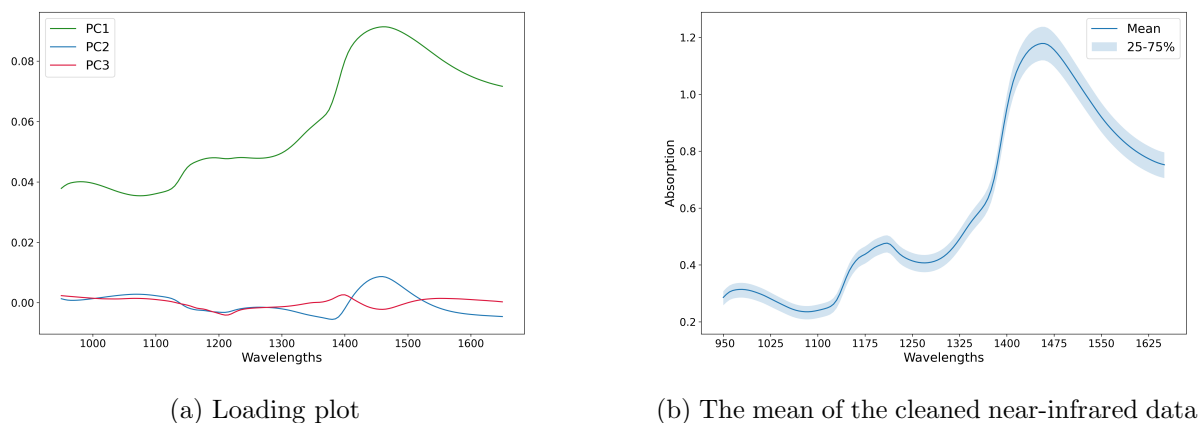 PC1
PC2
PC3
0.08
0.06
0.04
0.02
0.00
1000 1100 1200 1300 1400 1500 1600
Wavelengths
(a) Loading plot
Mean
25-75%
Absorption
1.2
1.0
0.8
0.6
0.4
0.2
950 1025 1100 1175 1250 1325 1400 1475 1550 1625
Wavelengths
(b) The mean of the cleaned near-infrared data